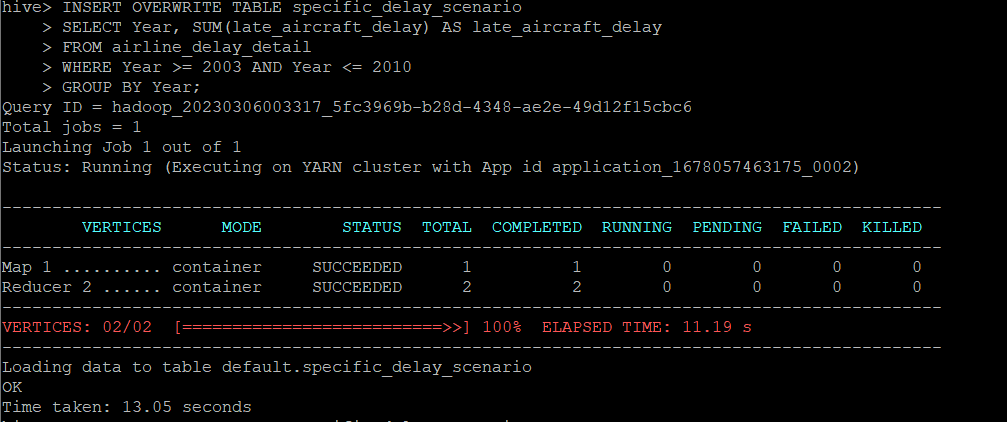 hive> INSERT OVERWRITE TABLE specific_delay_scenario
    > SELECT Year, SUM(late_aircraft_delay) AS late_aircraft_delay
    > FROM airline_delay_detail
    > WHERE Year >= 2003 AND Year <= 2010
    > GROUP BY Year;
Query ID = hadoop_20230306003317_5fc3969b-b28d-4348-ae2e-49d12f15cbc6
Total jobs = 1
Launching Job 1 out of 1
Status: Running (Executing on YARN cluster with App id application_1678057463175_0002)
----------------------------------------------------------------------------------------------
        VERTICES      MODE        STATUS  TOTAL  COMPLETED  RUNNING  PENDING  FAILED  KILLED
----------------------------------------------------------------------------------------------
Map 1 .......... container     SUCCEEDED      1          1        0        0       0       0
Reducer 2 ...... container     SUCCEEDED      2          2        0        0       0       0
----------------------------------------------------------------------------------------------
VERTICES: 02/02  [==========================>>] 100%  ELAPSED TIME: 11.19 s
----------------------------------------------------------------------------------------------
Loading data to table default.specific_delay_scenario
OK
Time taken: 13.05 seconds